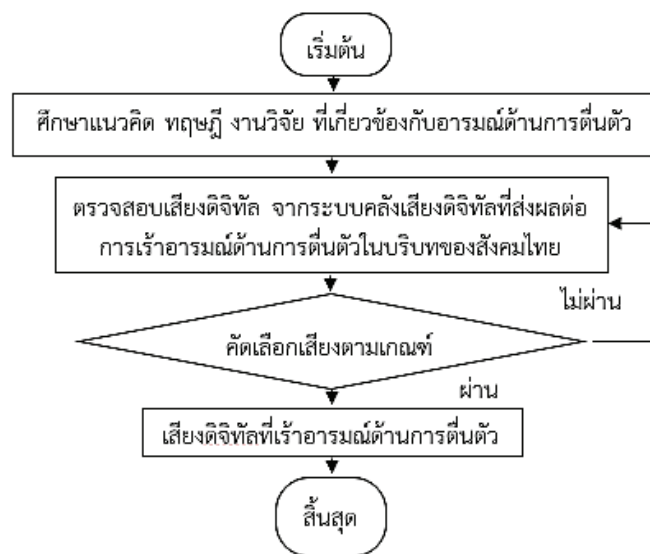 เริ่มต้น
ศึกษาแนวคิด ทฤษฎี งานวิจัย ที่เกี่ยวข้องกับอารมณ์ด้านการตื่นตัว
ตรวจสอบเสียงดิจิทัล จากระบบคลังเสียงดิจิทัลที่ส่งผลต่อ
การเร้าอารมณ์ด้านการตื่นตัวในบริบทของสังคมไทย
ไม่ผ่าน
คัดเลือกเสียงตามเกณฑ์
ผ่าน
เสียงดิจิทัลที่เร้าอารมณ์ด้านการตื่นตัว
สิ้นสุด